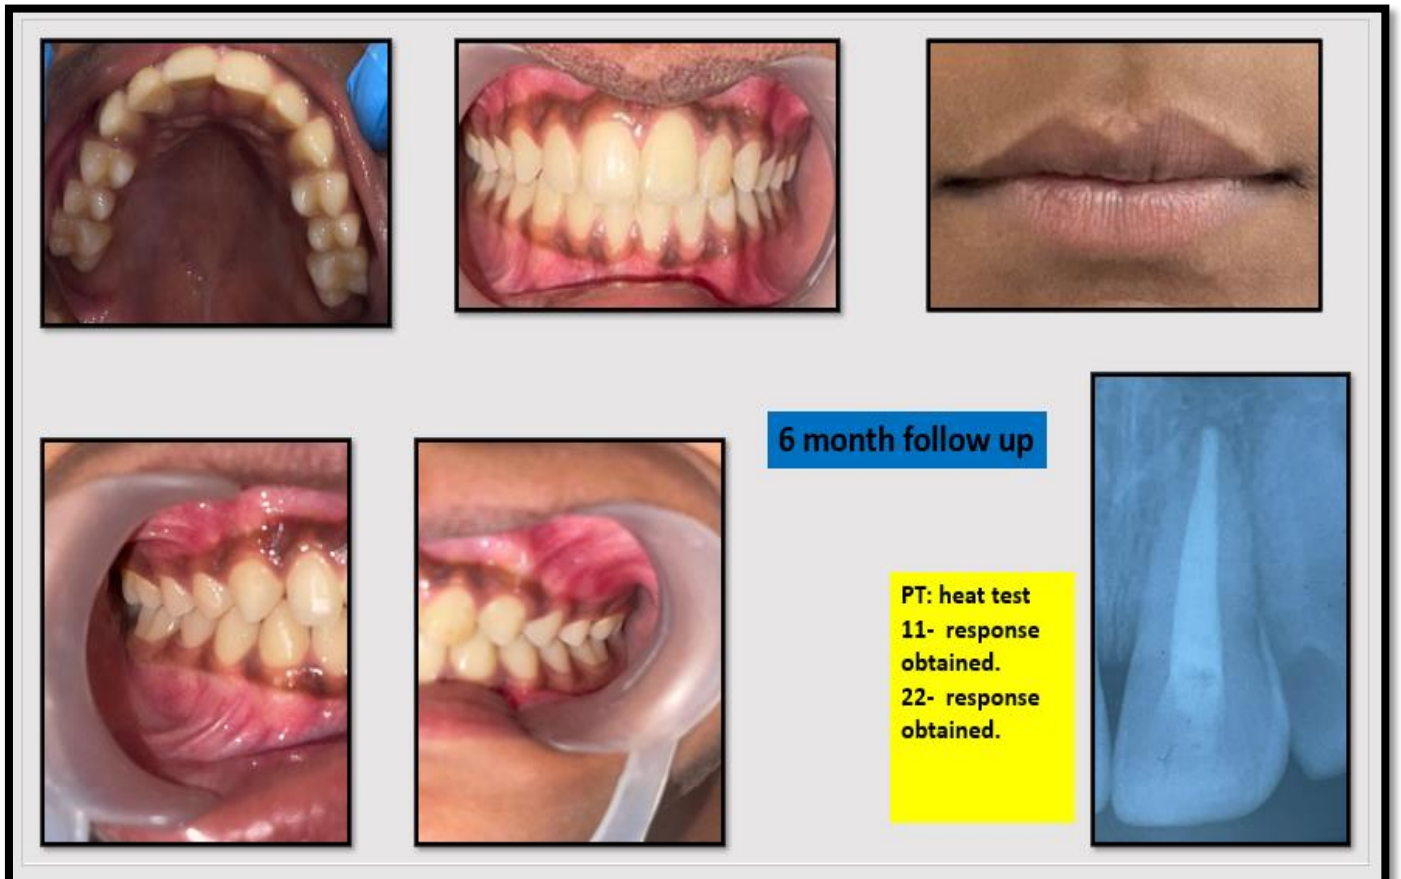 6 month follow up
PT: heat test
11- response
obtained.
22- response
obtained.